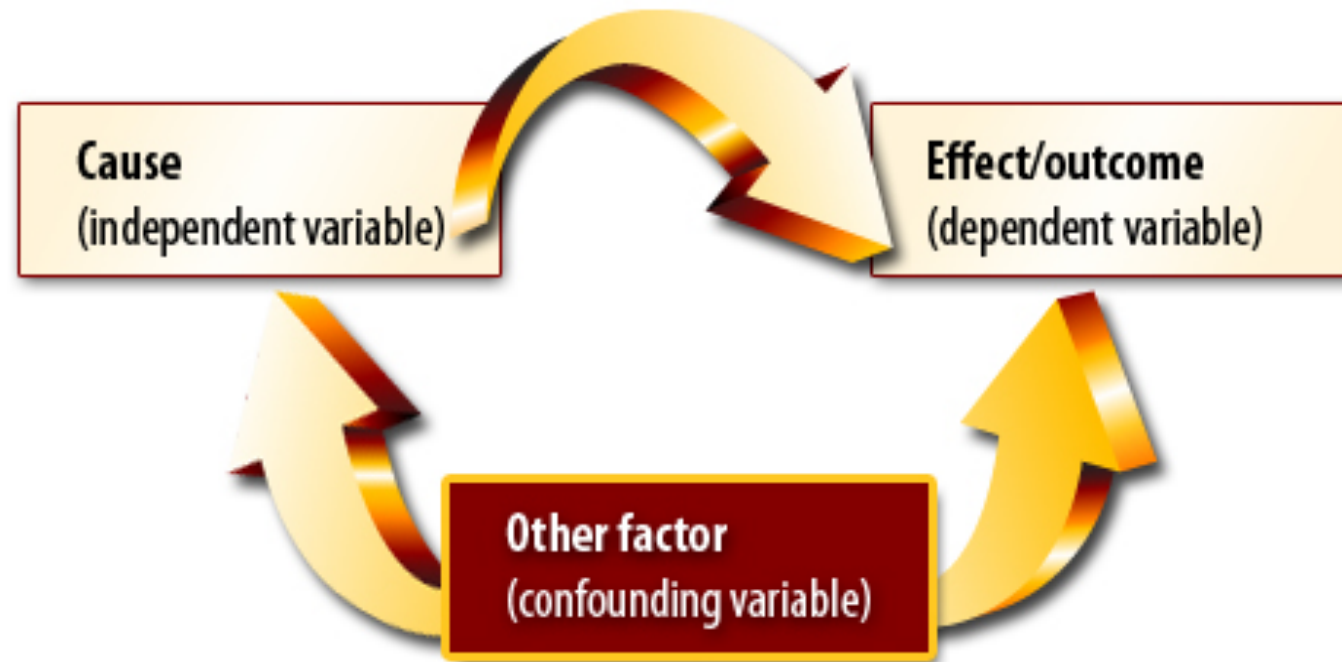 Cause
(independent variable)
Effect/outcome
(dependent variable)
Other factor
(confounding variable)